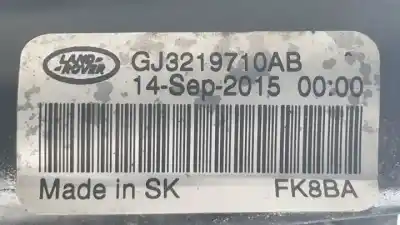 LAND ROVER
GJ3219710AB
14-Sep-2015 00:00
Made in SK FK8BA